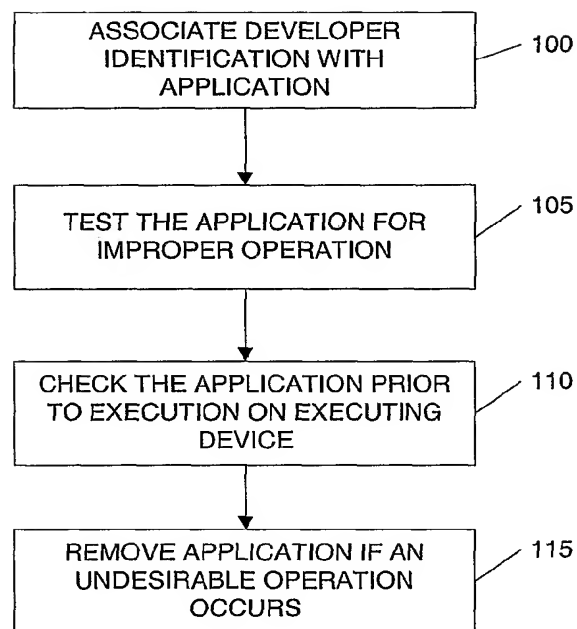 ASSOCIATE DEVELOPER
IDENTIFICATION WITH
APPLICATION
100
TEST THE APPLICATION FOR
IMPROPER OPERATION
105
CHECK THE APPLICATION PRIOR
TO EXECUTION ON EXECUTING
DEVICE
110
REMOVE APPLICATION IF AN
UNDESIRABLE OPERATION
OCCURS
115